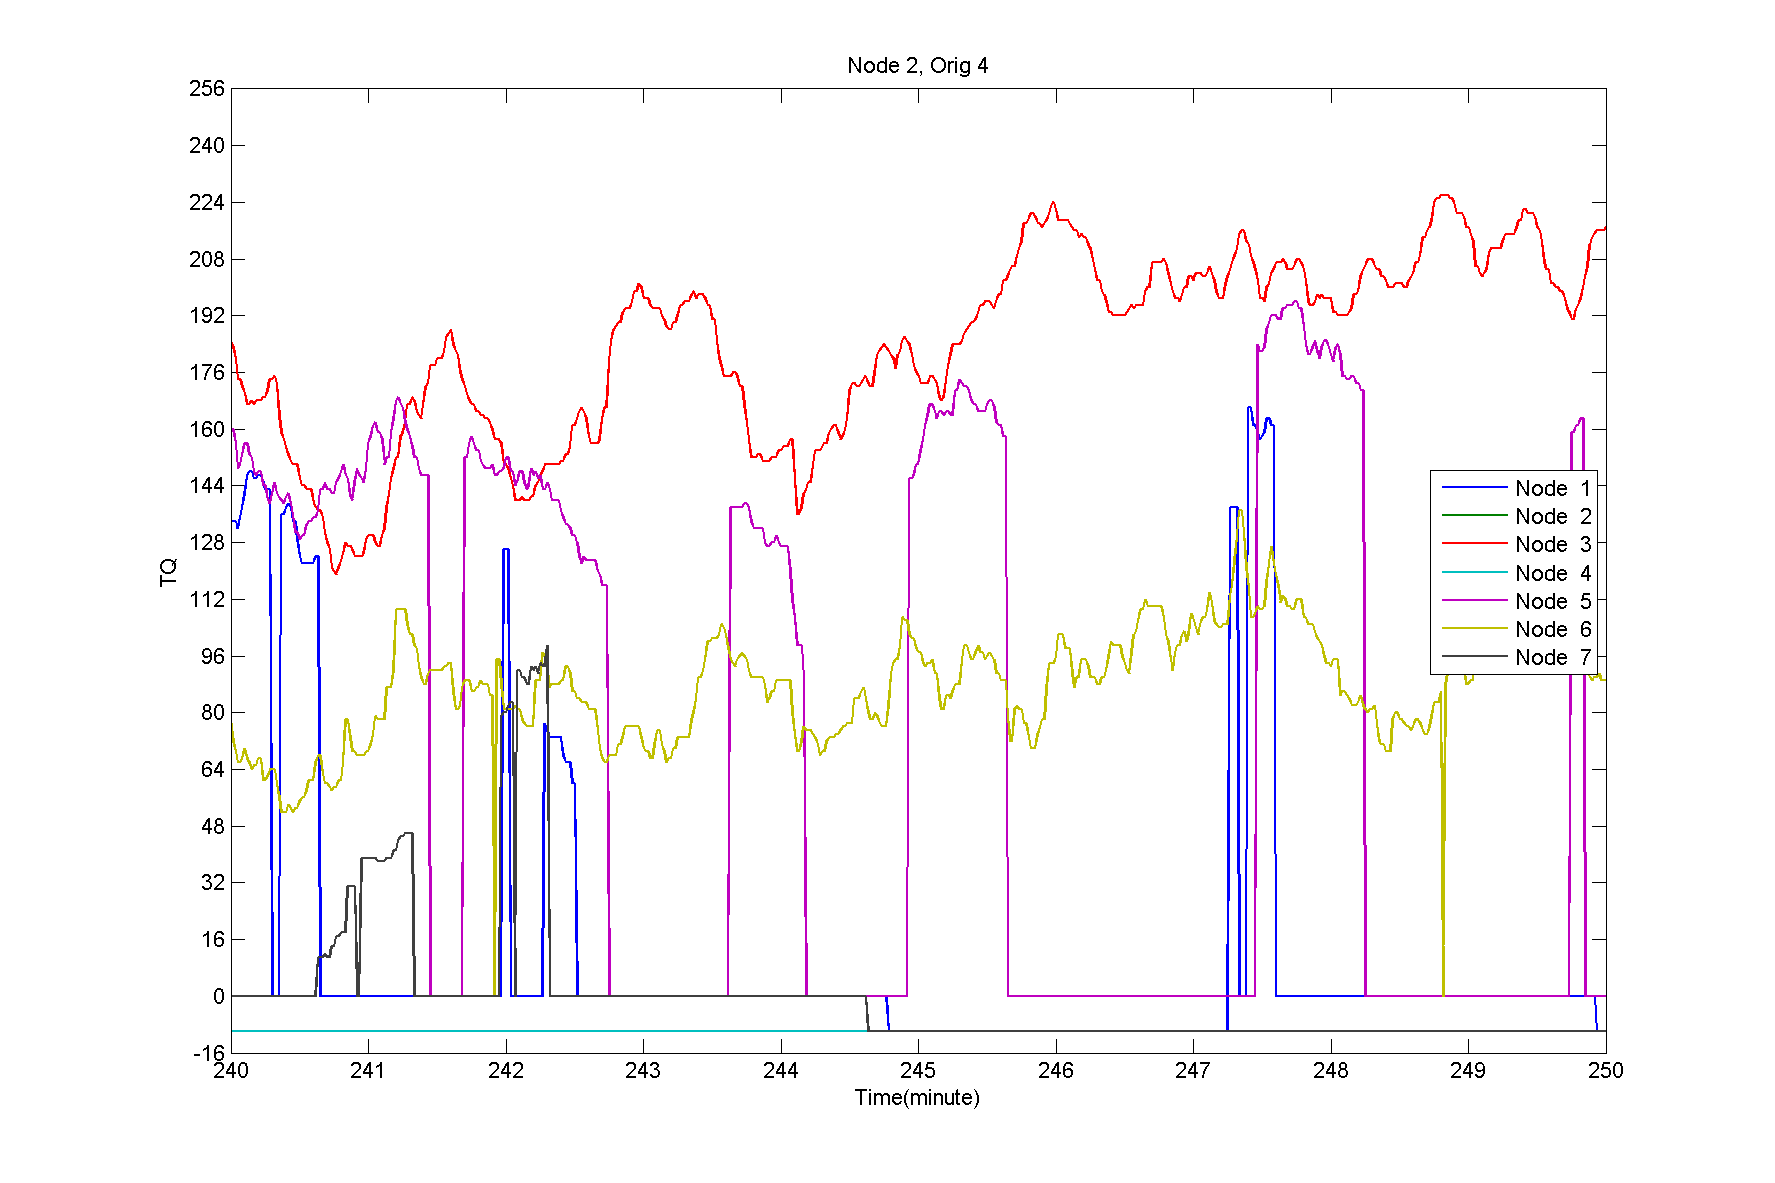 Node 2, Orig 4
256
240
224
208
192
176
160
144
128
112
96
80
64
48
32
16
0
-16
TQ
Node 1
Node 2
Node 3
Node 4
Node 5
Node 6
Node 7
240 241 242 243 244 245 246 247 248 249 250
Time(minute)